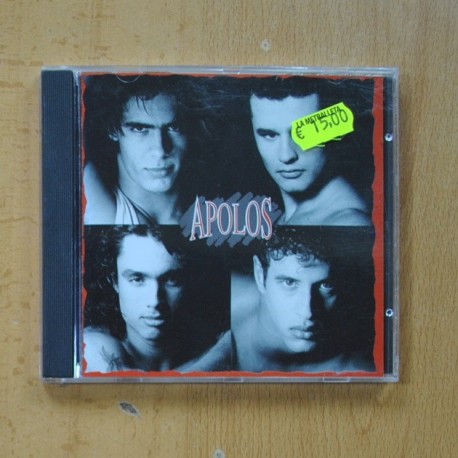 LA METRALLETA
€ 15,00
APOLOS